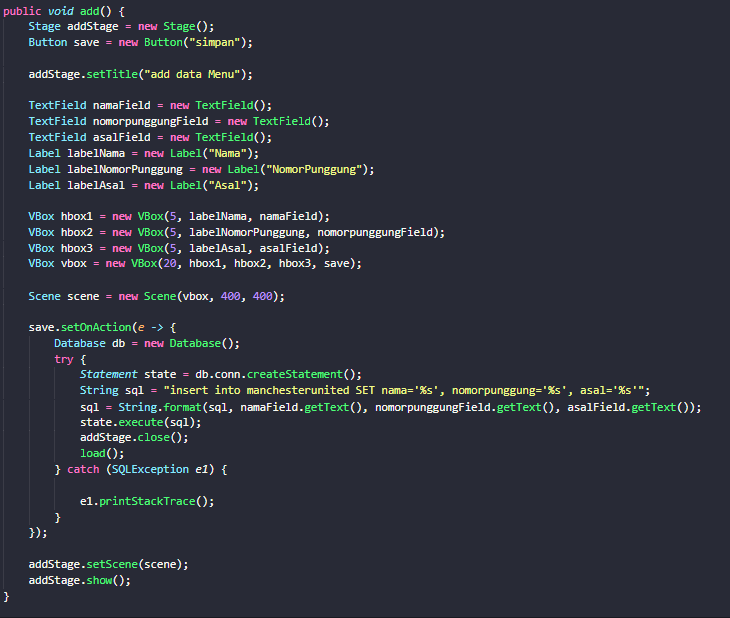 public void add() {
Stage addStage = new Stage();
Button save = new Button("simpan");
addStage.setTitle("add data Menu");
TextField namaField = new TextField();
TextField nomorpunggungField = new TextField();
TextField asalField = new TextField();
Label labelNama = new Label("Nama");
Label labelNomorPunggung = new Label("NomorPunggung");
Label labelAsal = new Label("Asal");
VBox hbox1 = new VBox(5, labelNama, namaField);
VBox hbox2 = new VBox(5, labelNomorPunggung, nomorpunggungField);
VBox hbox3 = new VBox(5, labelAsal, asalField);
VBox vbox = new VBox(20, hbox1, hbox2, hbox3, save);
Scene scene = new Scene(vbox, 400, 400);
save.setOnAction(e -> {
Database db = new Database();
try {
Statement state = db.conn.createStatement();
String sql = "insert into manchesterunited SET nama='%s', nomorpunggung='%s', asal='%s'";
sql = String.format(sql, namaField.getText(), nomorpunggungField.getText(), asalField.getText());
state.execute(sql);
addStage.close();
load();
} catch (SQLException e1) {
e1.printStackTrace();
}
});
addStage.setScene(scene);
addStage.show();
}